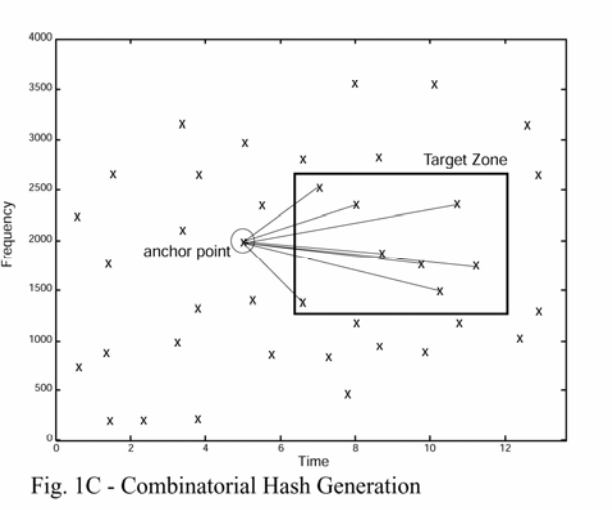 4000
3500
3000
2500
2000
1500
1000
500
0
Frequency
Target Zone
anchor point
0 2 4 6 8 10 12
Time
Fig. 1C - Combinatorial Hash Generation